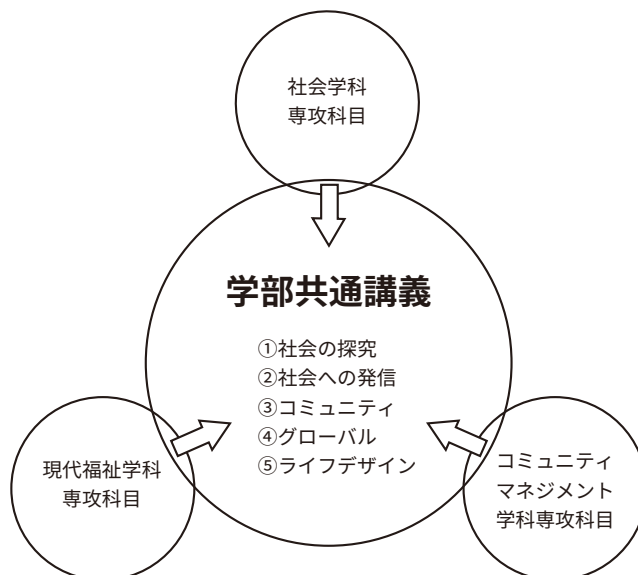 社会学科
専攻科目
学部共通講義
①社会の探究
②社会への発信
③コミュニティ
④グローバル
⑤ライフデザイン
現代福祉学科
専攻科目
コミュニティ
マネジメント
学科専攻科目